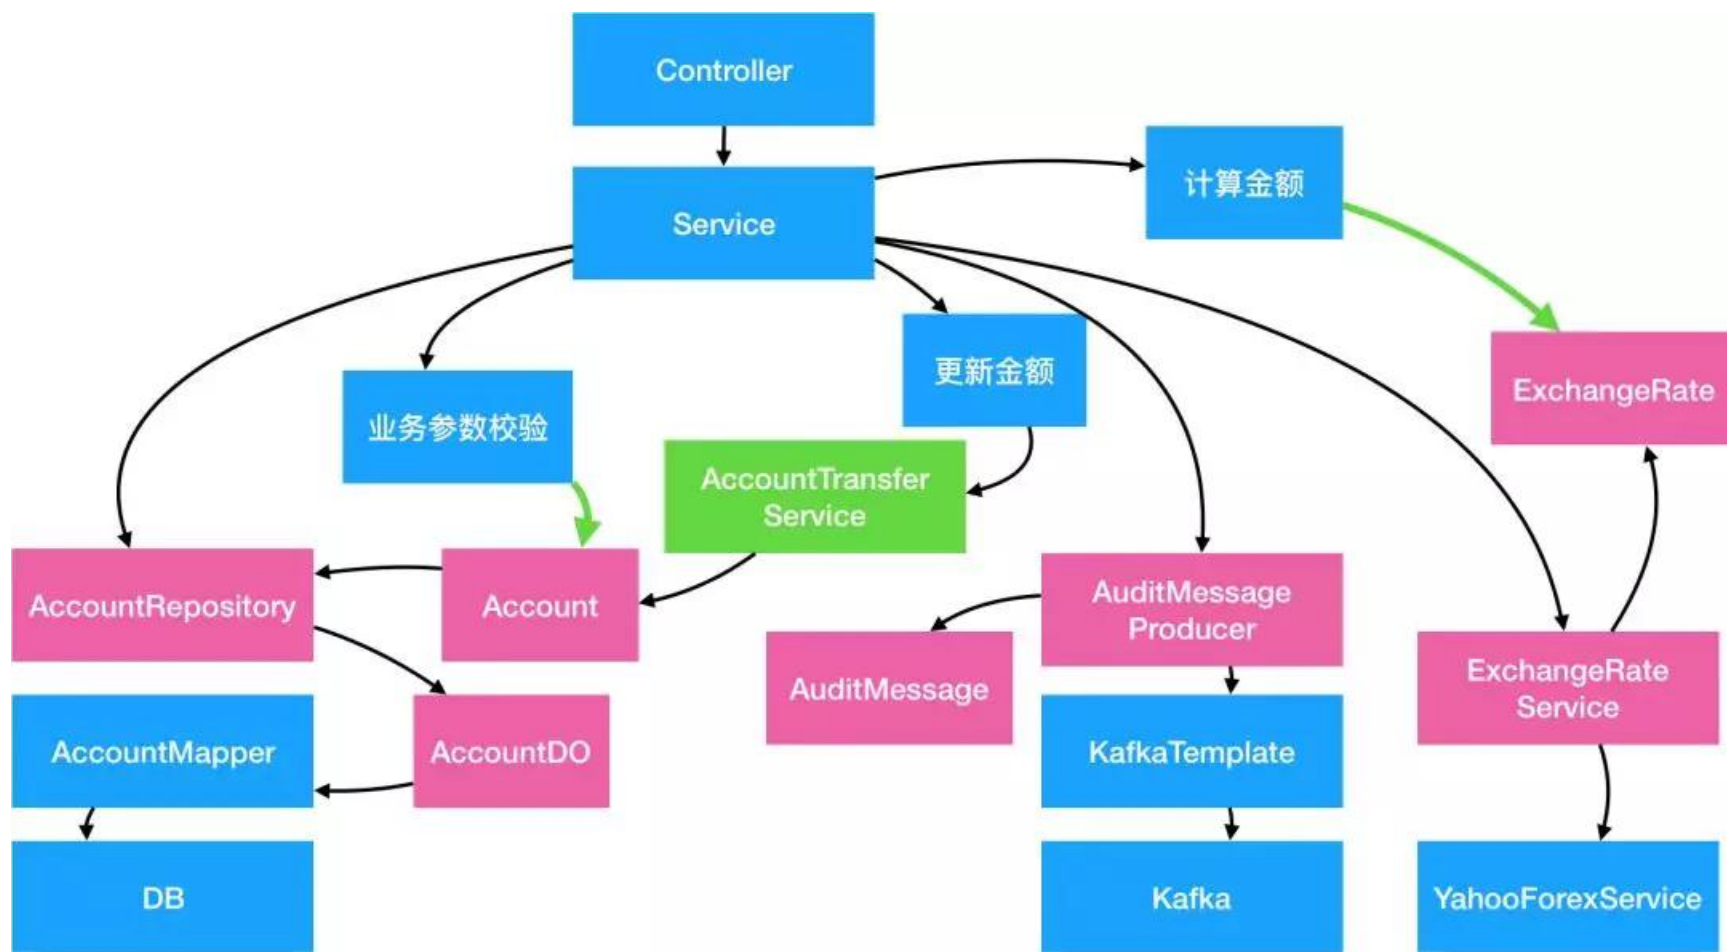 Controller
计算金额
Service
更新金额
ExchangeRate
业务参数校验
AccountTransfer
Service
AccountRepository
Account
AuditMessage
Producer
AuditMessage
ExchangeRate
Service
AccountMapper
AccountDO
KafkaTemplate
DB
Kafka
YahooForexService